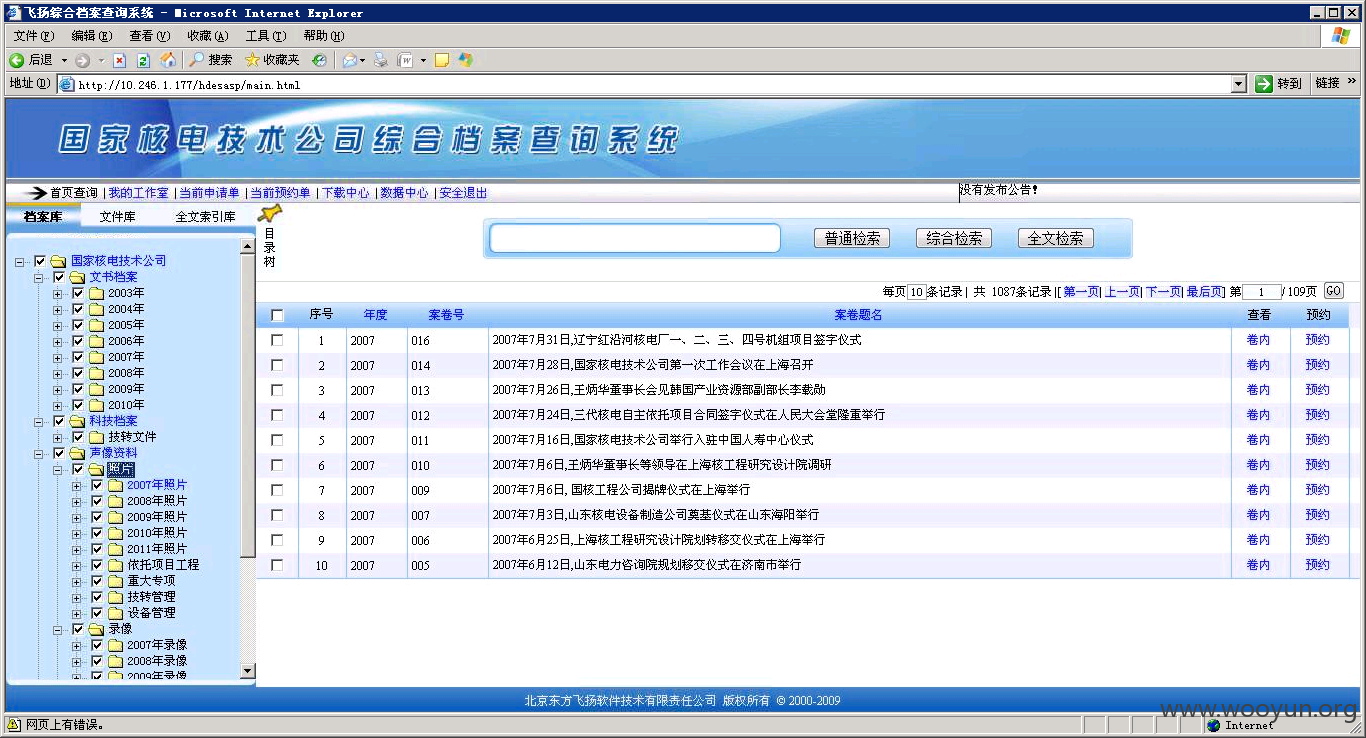 飞扬综合档案查询系统 - Microsoft Internet Explorer
文件(F) 编辑(E) 查看(V) 收藏(A) 工具(T) 帮助(H)
后退 搜索 收藏夹
地址(D) http://10.246.1.177/hdesasp/main.html 转到 链接 »
国家核电技术公司综合档案查询系统
首页查询 |我的工作室 |当前申请单 |当前预约单 |下载中心 |数据中心 |安全退出 没有发布公告!
档案库 文件库 全文索引库
目录树
普通检索 综合检索 全文检索
每页 10 条记录| 共 1087条记录|[第一页|上一页|下一页|最后页] 第 1 /109页 GO
国家核电技术公司
文书档案
2003年
2004年
2005年
2006年
2007年
2008年
2009年
2010年
科技档案
技转文件
声像资料
照片
2007年照片
2008年照片
2009年照片
2010年照片
2011年照片
依托项目工程
重大专项
技转管理
设备管理
录像
2007年录像
2008年录像
2009年录像
序号 年度 案卷号 案卷题名 查看 预约
1 2007 016 2007年7月31日,辽宁红沿河核电厂一、二、三、四号机组项目签字仪式 卷内 预约
2 2007 014 2007年7月28日,国家核电技术公司第一次工作会议在上海召开 卷内 预约
3 2007 013 2007年7月26日,王炳华董事长会见韩国产业资源部副部长李载勋 卷内 预约
4 2007 012 2007年7月24日,三代核电自主依托项目合同签字仪式在人民大会堂隆重举行 卷内 预约
5 2007 011 2007年7月16日,国家核电技术公司举行入驻中国人寿中心仪式 卷内 预约
6 2007 010 2007年7月6日,王炳华董事长等领导在上海核工程研究设计院调研 卷内 预约
7 2007 009 2007年7月6日,国核工程公司揭牌仪式在上海举行 卷内 预约
8 2007 007 2007年7月3日,山东核电设备制造公司奠基仪式在山东海阳举行 卷内 预约
9 2007 006 2007年6月25日,上海核工程研究设计院划转移交仪式在上海举行 卷内 预约
10 2007 005 2007年6月12日,山东电力咨询院规划移交仪式在济南市举行 卷内 预约
北京东方飞扬软件技术有限责任公司 版权所有 © 2000-2009
www.wooyun.org
网页上有错误。 Internet